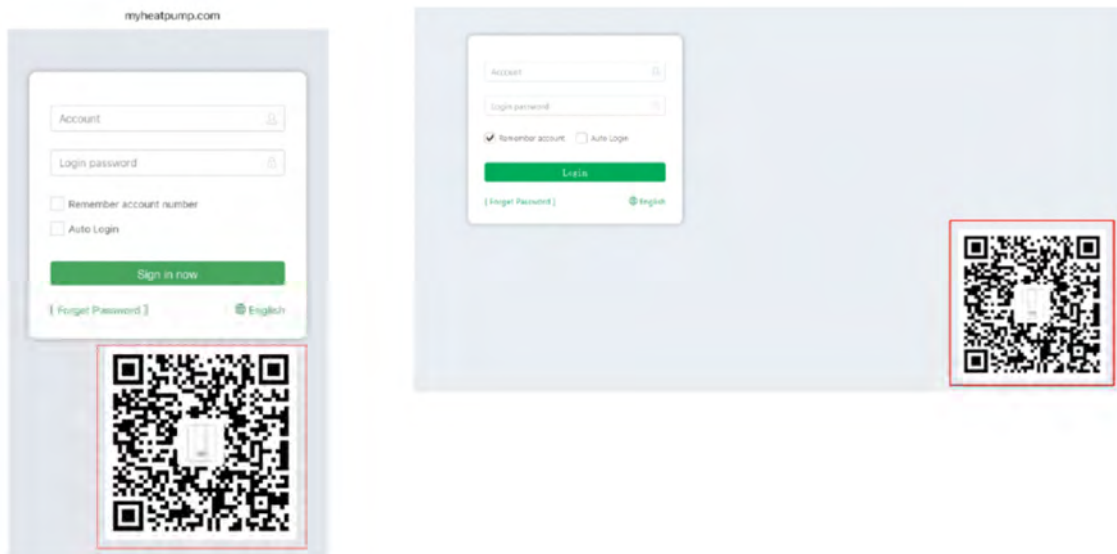 myheatpump.com
Account
Login password
Remember account number
Auto Login
Sign in now
[ Forget Password ] English
Account
Login password
Remember account Auto Login
Login
[ Forget Password ] English